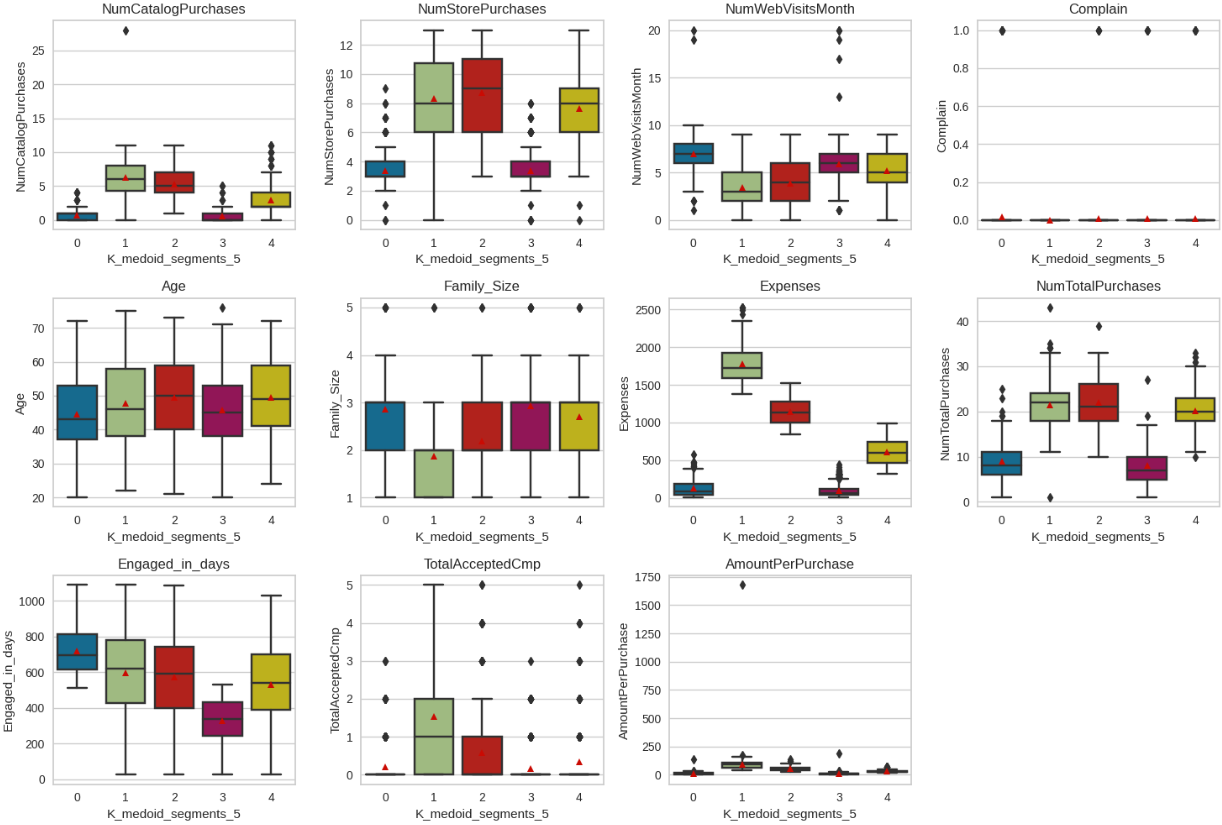 NumCatalogPurchases
NumCatalogPurchases
25
20
15
10
5
0
0 1 2 3 4
K_medoid_segments_5
NumStorePurchases
NumStorePurchases
12
10
8
6
4
2
0
0 1 2 3 4
K_medoid_segments_5
NumWebVisitsMonth
NumWebVisitsMonth
20
15
10
5
0
0 1 2 3 4
K_medoid_segments_5
Complain
Complain
1.0
0.8
0.6
0.4
0.2
0.0
0 1 2 3 4
K_medoid_segments_5
Age
Age
70
60
50
40
30
20
0 1 2 3 4
K_medoid_segments_5
Family_Size
Family_Size
5
4
3
2
1
0 1 2 3 4
K_medoid_segments_5
Expenses
Expenses
2500
2000
1500
1000
500
0
0 1 2 3 4
K_medoid_segments_5
NumTotalPurchases
NumTotalPurchases
40
30
20
10
0
0 1 2 3 4
K_medoid_segments_5
Engaged_in_days
Engaged_in_days
1000
800
600
400
200
0
0 1 2 3 4
K_medoid_segments_5
TotalAcceptedCmp
TotalAcceptedCmp
5
4
3
2
1
0
0 1 2 3 4
K_medoid_segments_5
AmountPerPurchase
AmountPerPurchase
1750
1500
1250
1000
750
500
250
0
0 1 2 3 4
K_medoid_segments_5